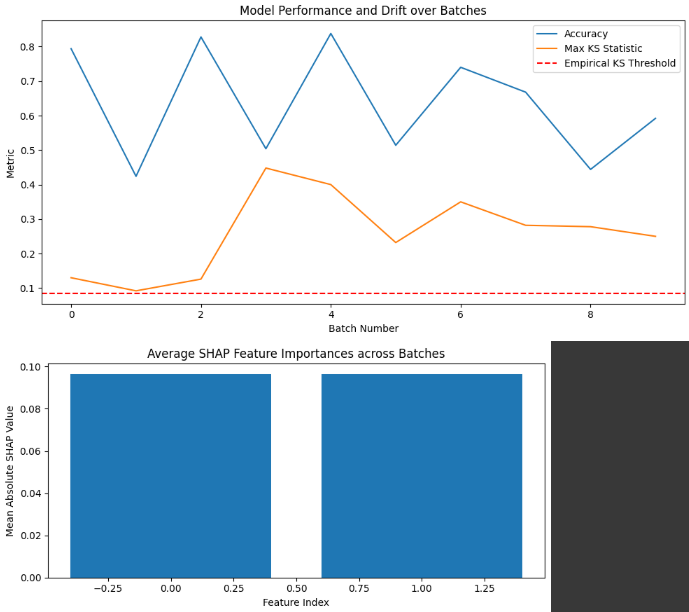 Model Performance and Drift over Batches
Accuracy
Max KS Statistic
Empirical KS Threshold
Metric
0.8
0.7
0.6
0.5
0.4
0.3
0.2
0.1
0 2 4 6 8
Batch Number
Average SHAP Feature Importances across Batches
Mean Absolute SHAP Value
0.10
0.08
0.06
0.04
0.02
0.00
−0.25 0.00 0.25 0.50 0.75 1.00 1.25
Feature Index